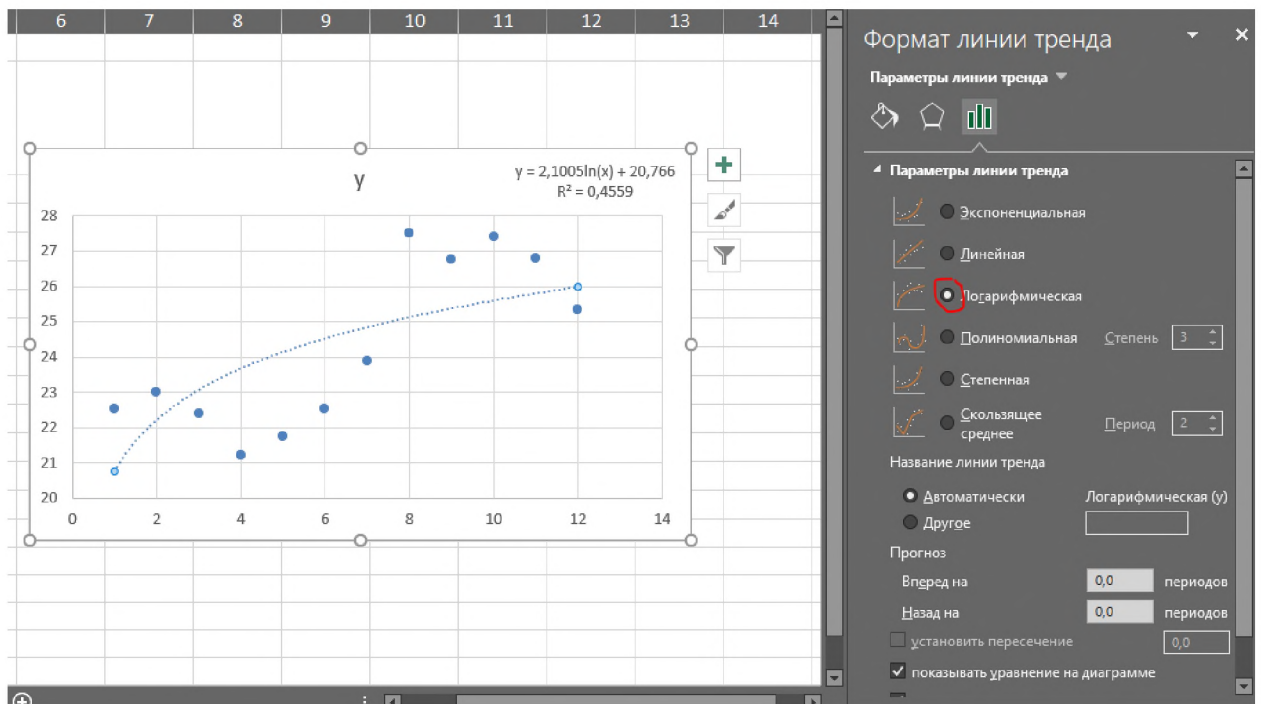 6 7 8 9 10 11 12 13 14
y
y = 2,1005ln(x) + 20,766
R² = 0,4559
28
27
26
25
24
23
22
21
20
0 2 4 6 8 10 12 14
Формат линии тренда
Параметры линии тренда
Параметры линии тренда
Экспоненциальная
Линейная
Логарифмическая
Полиномиальная Степень 3
Степенная
Скользящее
среднее Период 2
Название линии тренда
Автоматически Логарифмическая (y)
Другое
Прогноз
Вперед на 0,0 периодов
Назад на 0,0 периодов
установить пересечение 0,0
показывать уравнение на диаграмме